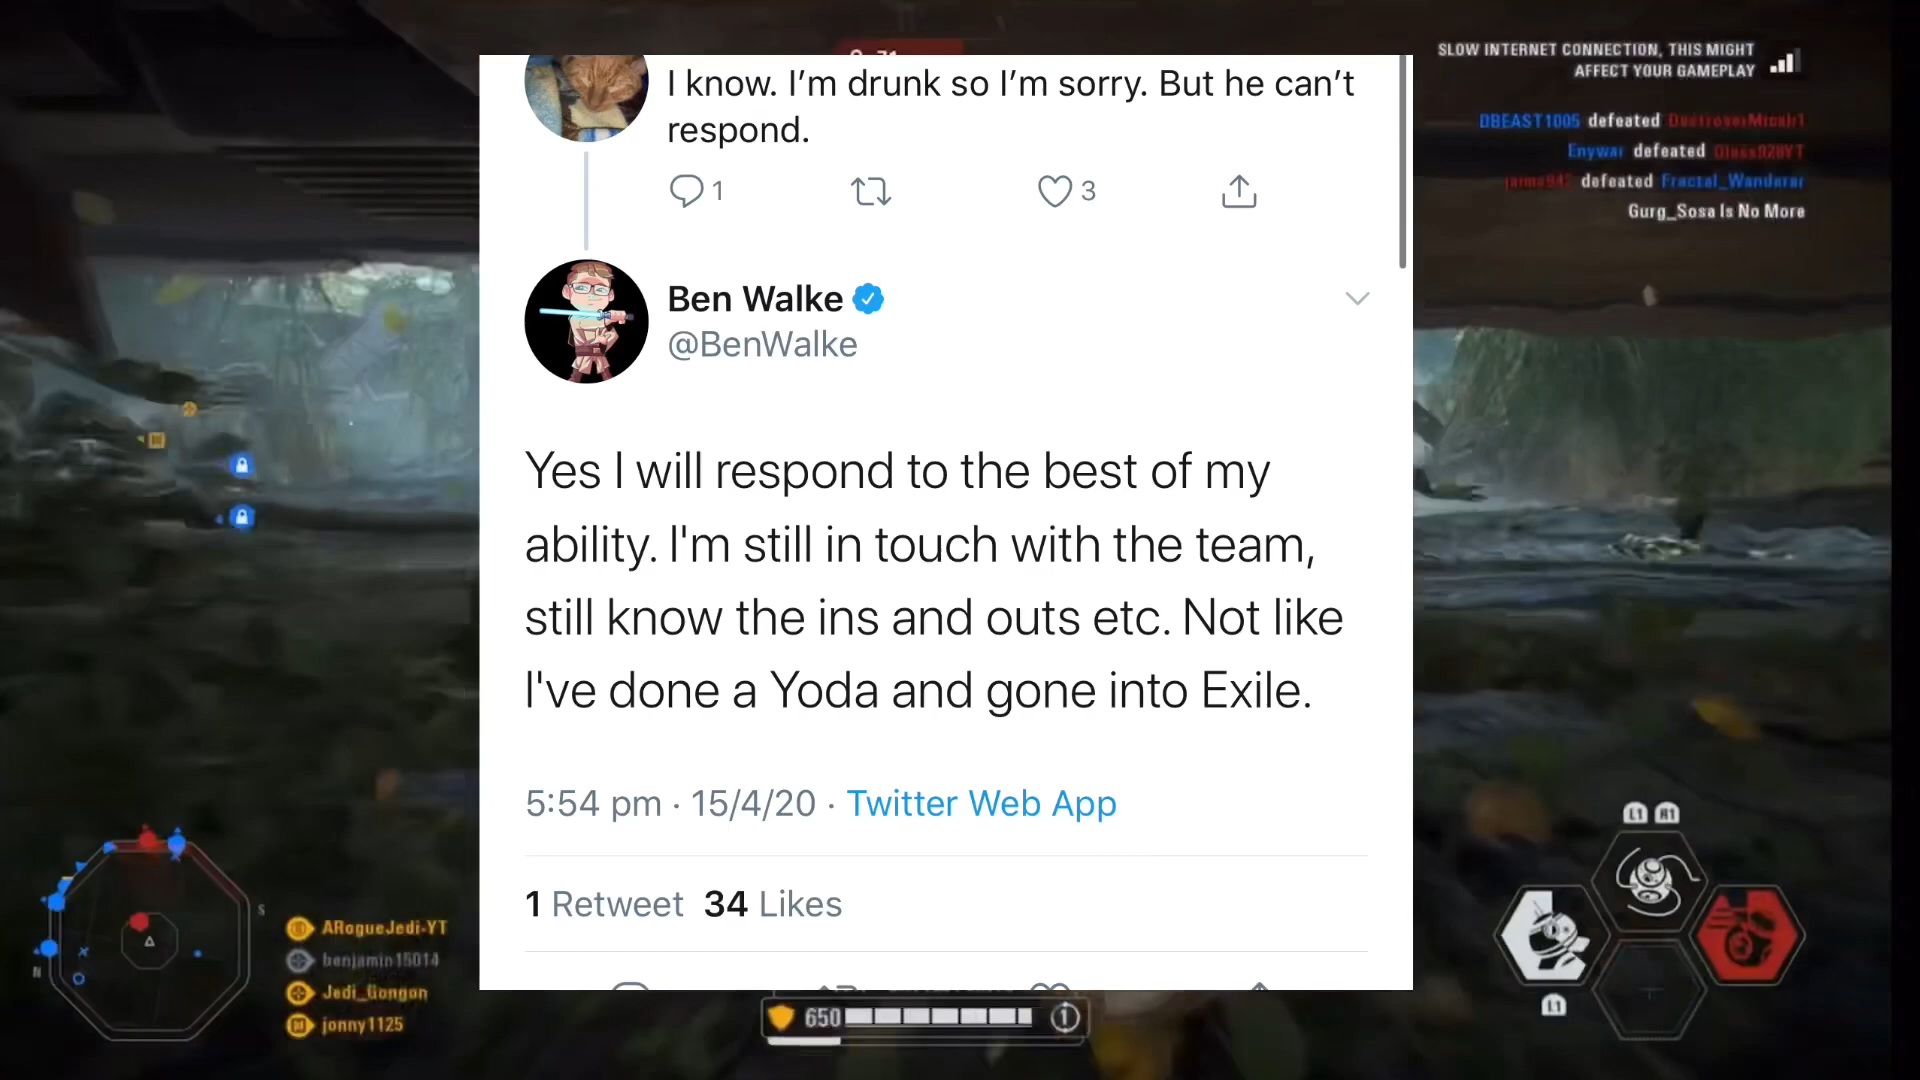 SLOW INTERNET CONNECTION, THIS MIGHT
AFFECT YOUR GAMEPLAY
DBEAST1005 defeated
Enywar defeated
defeated Fractal_Wanderer
Gurg_Sosa Is No More
I know. I’m drunk so I’m sorry. But he can’t
respond.
1
3
Ben Walke
@BenWalke
Yes I will respond to the best of my
ability. I'm still in touch with the team,
still know the ins and outs etc. Not like
I've done a Yoda and gone into Exile.
5:54 pm · 15/4/20 · Twitter Web App
1 Retweet 34 Likes
S
N
ARogueJedi-YT
benjamin15014
Jedi_Gongon
jonny1125
650
1
L1 R1
L1